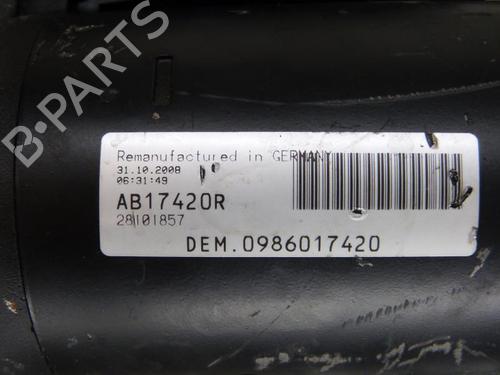 B-PARTS
Remanufactured in GERMANY
31.10.2008
06:31:49
AB17420R
28101857
DEM.0986017420